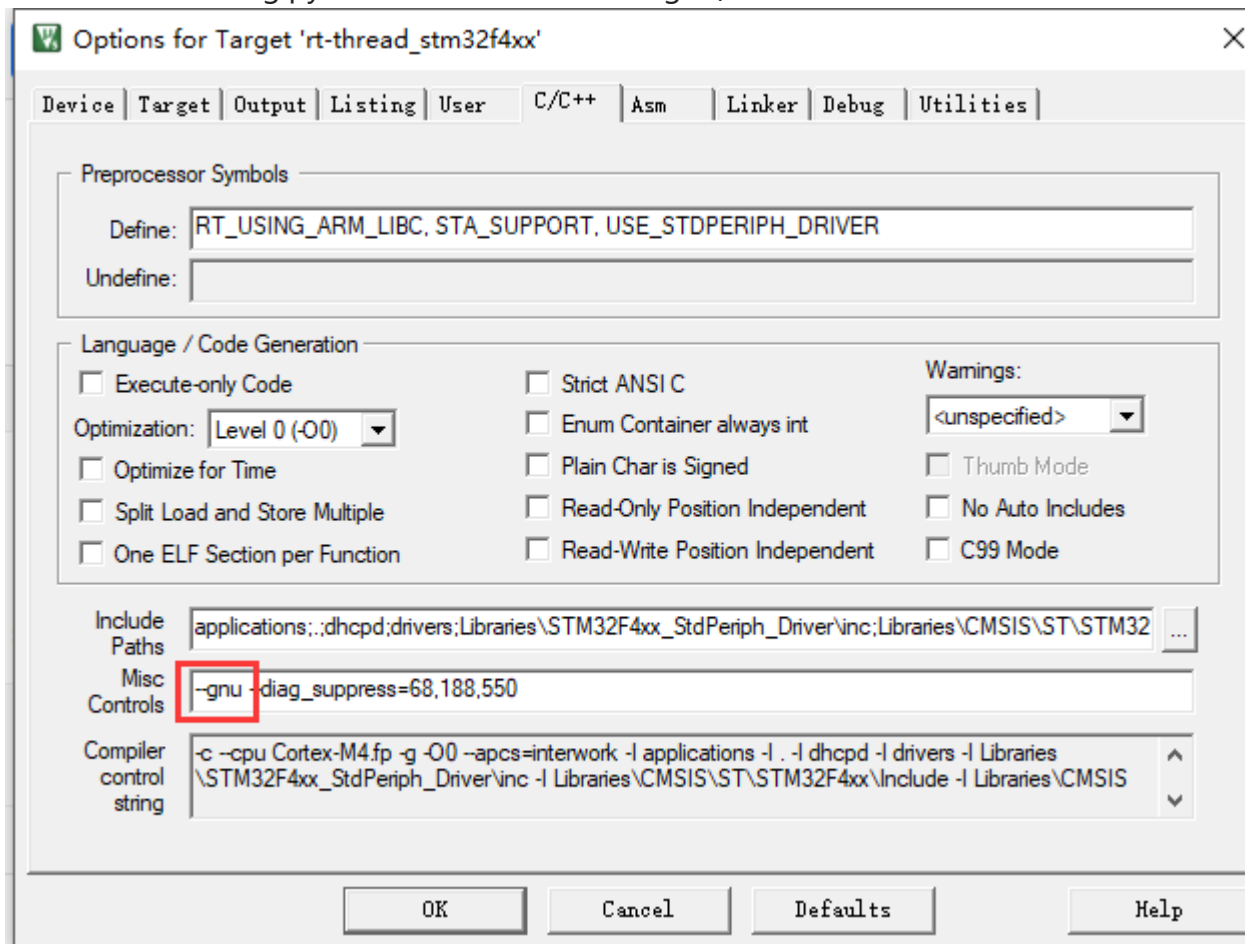 Options for Target 'rt-thread_stm32f4xx'
Device Target Output Listing User C/C++ Asm Linker Debug Utilities
Preprocessor Symbols
Define: RT_USING_ARM_LIBC, STA_SUPPORT, USE_STDPERIPH_DRIVER
Undefine:
Language / Code Generation
Execute-only Code Strict ANSI C Warnings:
Optimization: Level 0 (-O0) Enum Container always int <unspecified>
Optimize for Time Plain Char is Signed Thumb Mode
Split Load and Store Multiple Read-Only Position Independent No Auto Includes
One ELF Section per Function Read-Write Position Independent C99 Mode
Include Paths applications;.;dhcpd;drivers;Libraries\STM32F4xx_StdPeriph_Driver\inc;Libraries\CMSIS\ST\STM32 ...
Misc Controls --gnu --diag_suppress=68,188,550
Compiler control string -c --cpu Cortex-M4.fp -g -O0 --apcs=interwork -I applications -I . -I dhcpd -I drivers -I Libraries
\STM32F4xx_StdPeriph_Driver\inc -I Libraries\CMSIS\ST\STM32F4xx\Include -I Libraries\CMSIS
OK Cancel Defaults Help